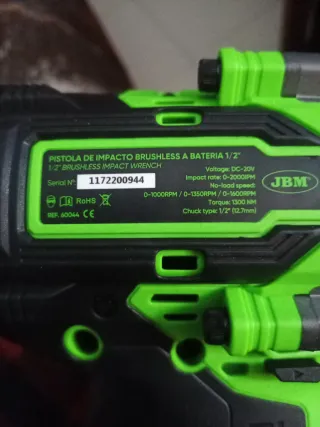 PISTOLA DE IMPACTO BRUSHLESS A BATERIA 1/2"
1/2" BRUSHLESS IMPACT WRENCH
Serial Nº: 1172200944
Voltage: DC-20V
Impact rate: 0-2000IPM
No-load speed:
0-1000RPM / 0-1350RPM / 0-1600RPM
Torque: 1300 NM
Chuck type: 1/2" (12,7mm)
RoHS
REF. 60044 CE
JBM